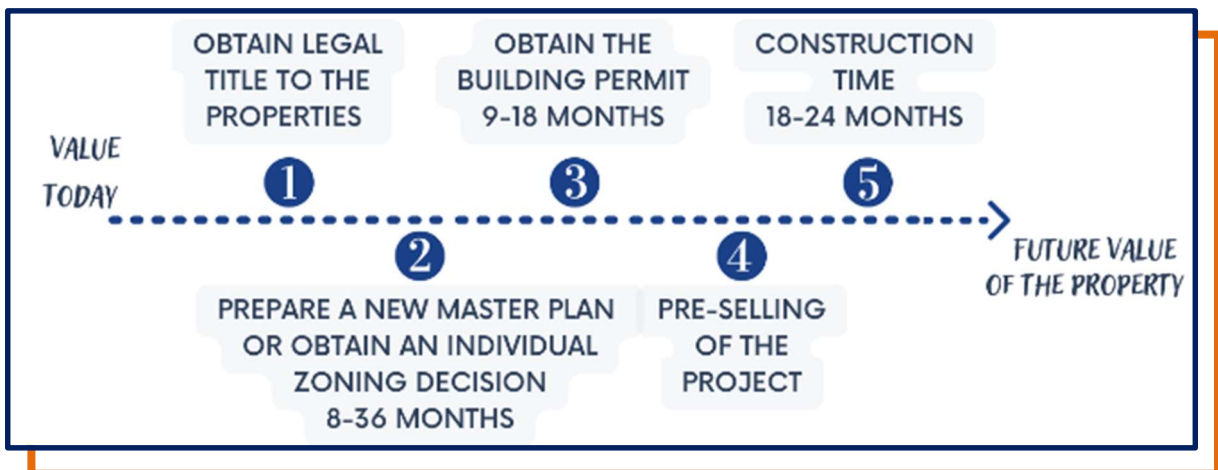 VALUE
TODAY
OBTAIN LEGAL
TITLE TO THE
PROPERTIES
1
2
PREPARE A NEW MASTER PLAN
OR OBTAIN AN INDIVIDUAL
ZONING DECISION
8-36 MONTHS
OBTAIN THE
BUILDING PERMIT
9-18 MONTHS
3
4
PRE-SELLING
OF THE
PROJECT
CONSTRUCTION
TIME
18-24 MONTHS
5
FUTURE VALUE
OF THE PROPERTY